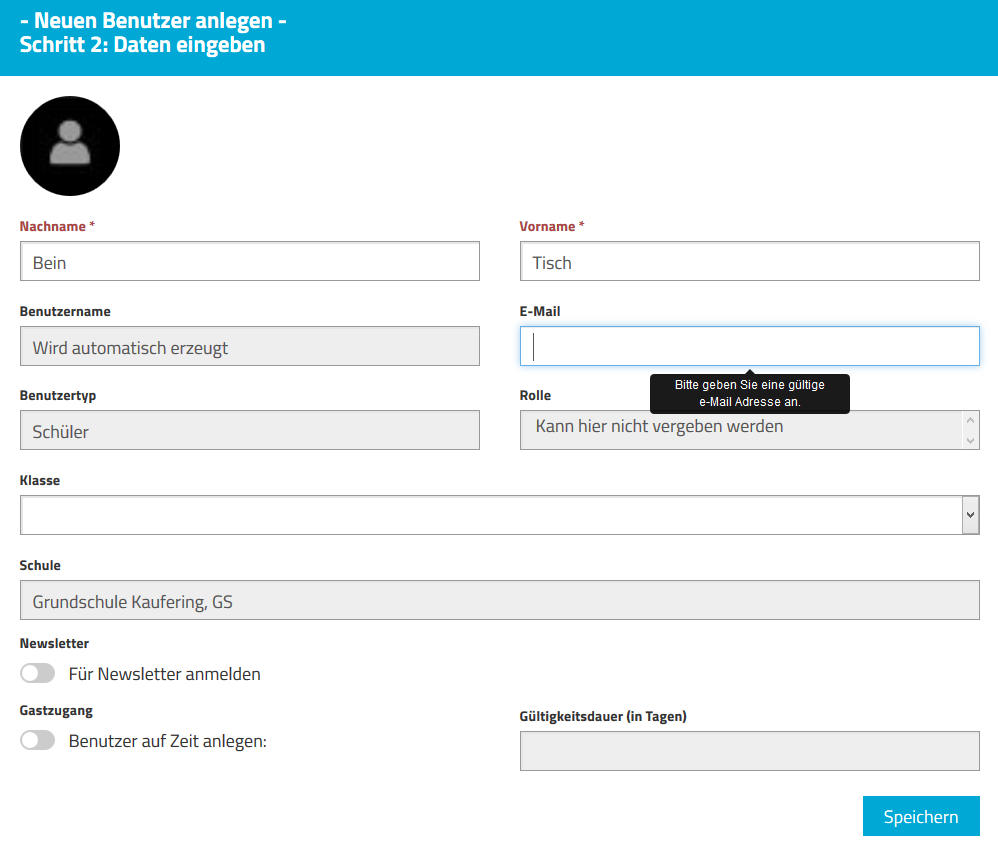 - Neuen Benutzer anlegen -
Schritt 2: Daten eingeben
Nachname *
Vorname *
Bein
Tisch
Benutzername
E-Mail
Wird automatisch erzeugt
Bitte geben Sie eine gültige
e-Mail Adresse an.
Benutzertyp
Rolle
Schüler
Kann hier nicht vergeben werden
Klasse
Schule
Grundschule Kaufering, GS
Newsletter
Für Newsletter anmelden
Gastzugang
Gültigkeitsdauer (in Tagen)
Benutzer auf Zeit anlegen:
Speichern